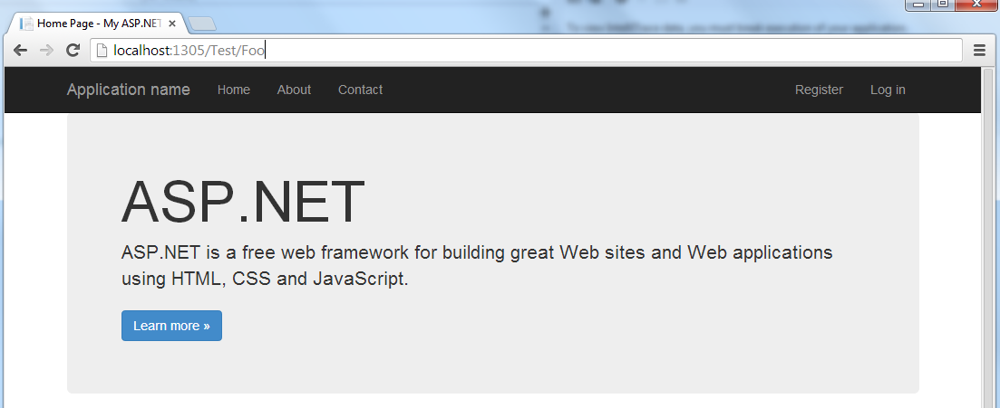 Home Page - My ASP.NET
localhost:1305/Test/Foo
Application name Home About Contact Register Log in
ASP.NET
ASP.NET is a free web framework for building great Web sites and Web applications
using HTML, CSS and JavaScript.
Learn more »